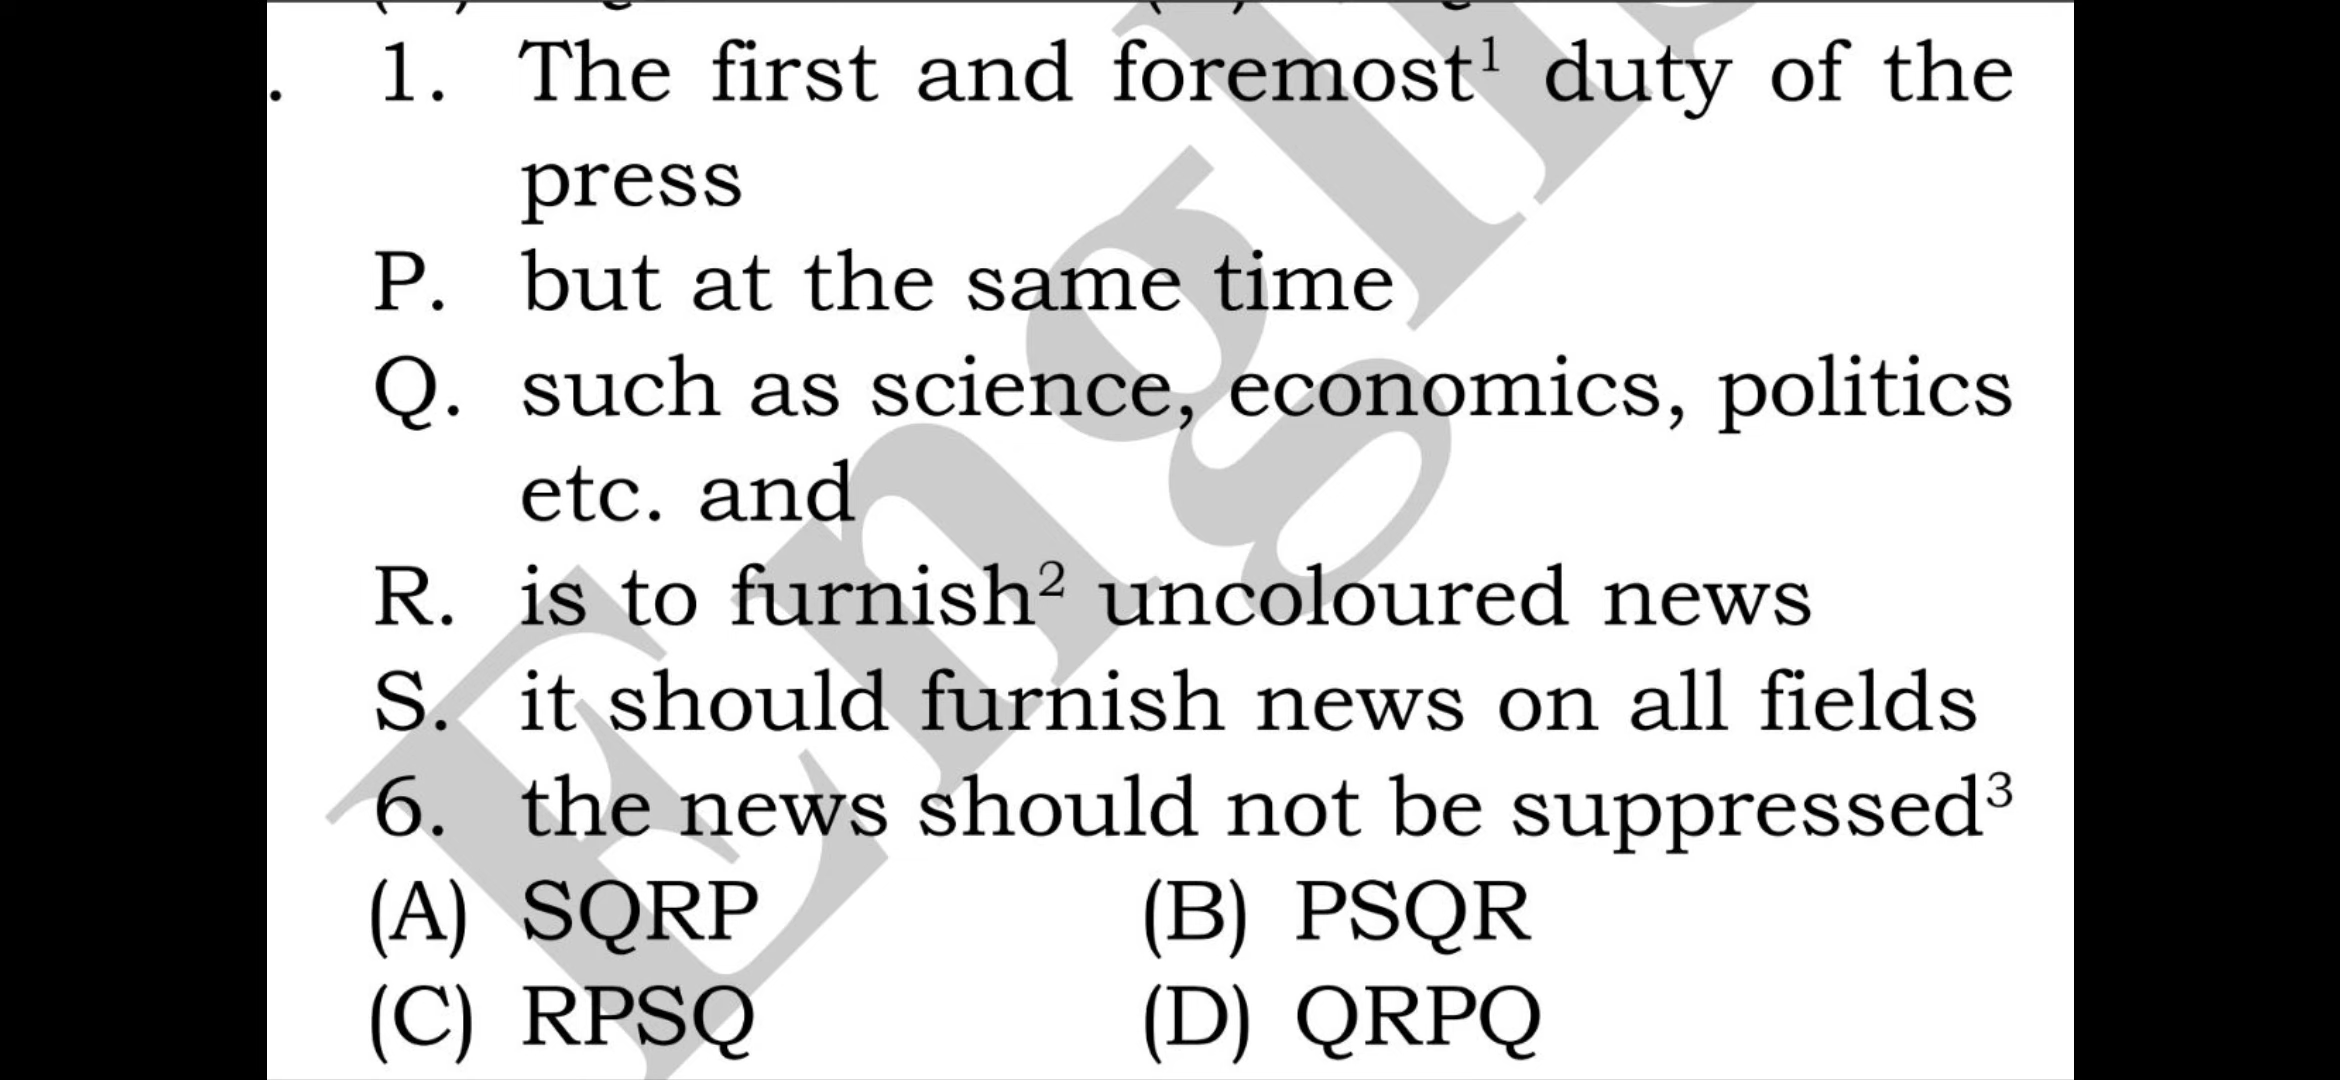 . 1. The first and foremost¹ duty of the
press
P. but at the same time
Q. such as science, economics, politics
etc. and
R. is to furnish² uncoloured news
S. it should furnish news on all fields
6. the news should not be suppressed³
(A) SQRP (B) PSQR
(C) RPSQ (D) QRPQ